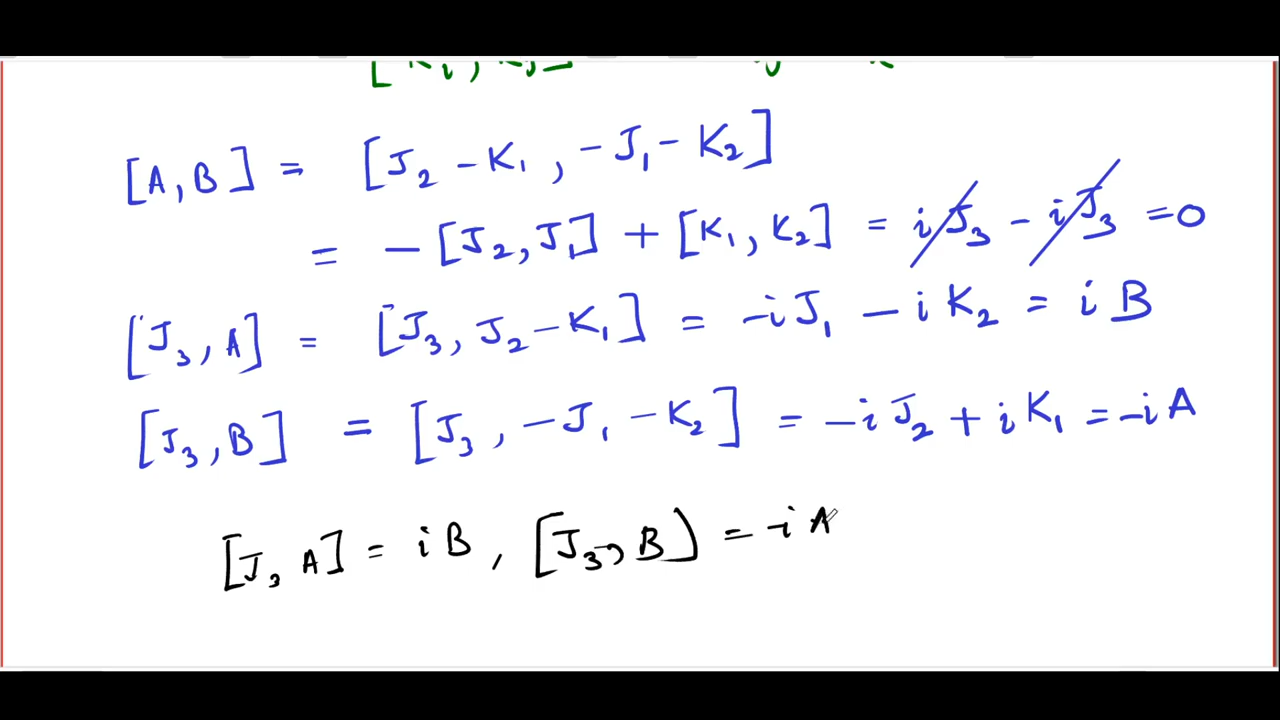 [A, B] = [J₂ - K₁, -J₁ - K₂]
= - [J₂, J₁] + [K₁, K₂] = iJ₃ - iJ₃ = 0
[J₃, A] = [J₃, J₂ - K₁] = -iJ₁ - iK₂ = iB
[J₃, B] = [J₃, -J₁ - K₂] = -iJ₂ + iK₁ = -iA
[J₃ A] = iB, [J₃, B] = -iA